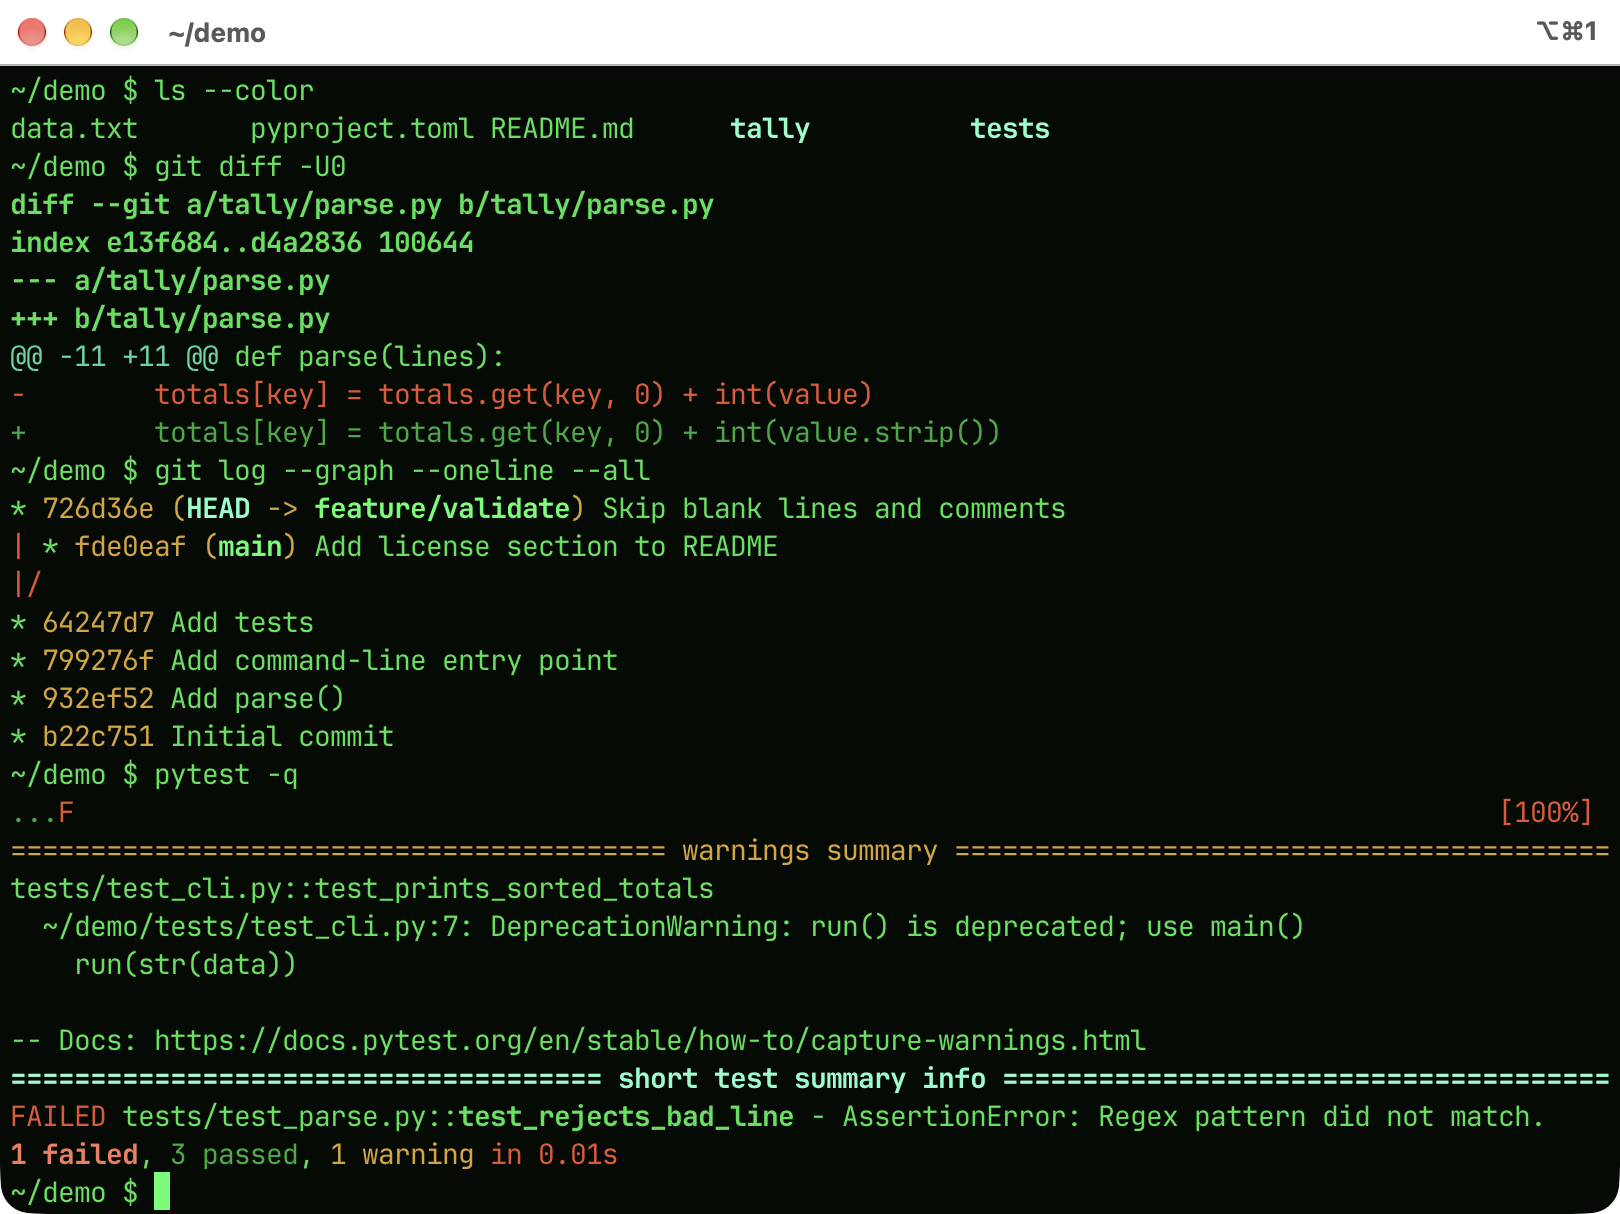 ~/demo ⌥⌘1
~/demo $ ls --color
data.txt       pyproject.toml README.md      tally          tests
~/demo $ git diff -U0
diff --git a/tally/parse.py b/tally/parse.py
index e13f684..d4a2836 100644
--- a/tally/parse.py
+++ b/tally/parse.py
@@ -11 +11 @@ def parse(lines):
-        totals[key] = totals.get(key, 0) + int(value)
+        totals[key] = totals.get(key, 0) + int(value.strip())
~/demo $ git log --graph --oneline --all
* 726d36e (HEAD -> feature/validate) Skip blank lines and comments
| * fde0eaf (main) Add license section to README
|/
* 64247d7 Add tests
* 799276f Add command-line entry point
* 932ef52 Add parse()
* b22c751 Initial commit
~/demo $ pytest -q
...F                                                                                         [100%]
========================================= warnings summary =========================================
tests/test_cli.py::test_prints_sorted_totals
  ~/demo/tests/test_cli.py:7: DeprecationWarning: run() is deprecated; use main()
    run(str(data))

-- Docs: https://docs.pytest.org/en/stable/how-to/capture-warnings.html
===================================== short test summary info ======================================
FAILED tests/test_parse.py::test_rejects_bad_line - AssertionError: Regex pattern did not match.
1 failed, 3 passed, 1 warning in 0.01s
~/demo $